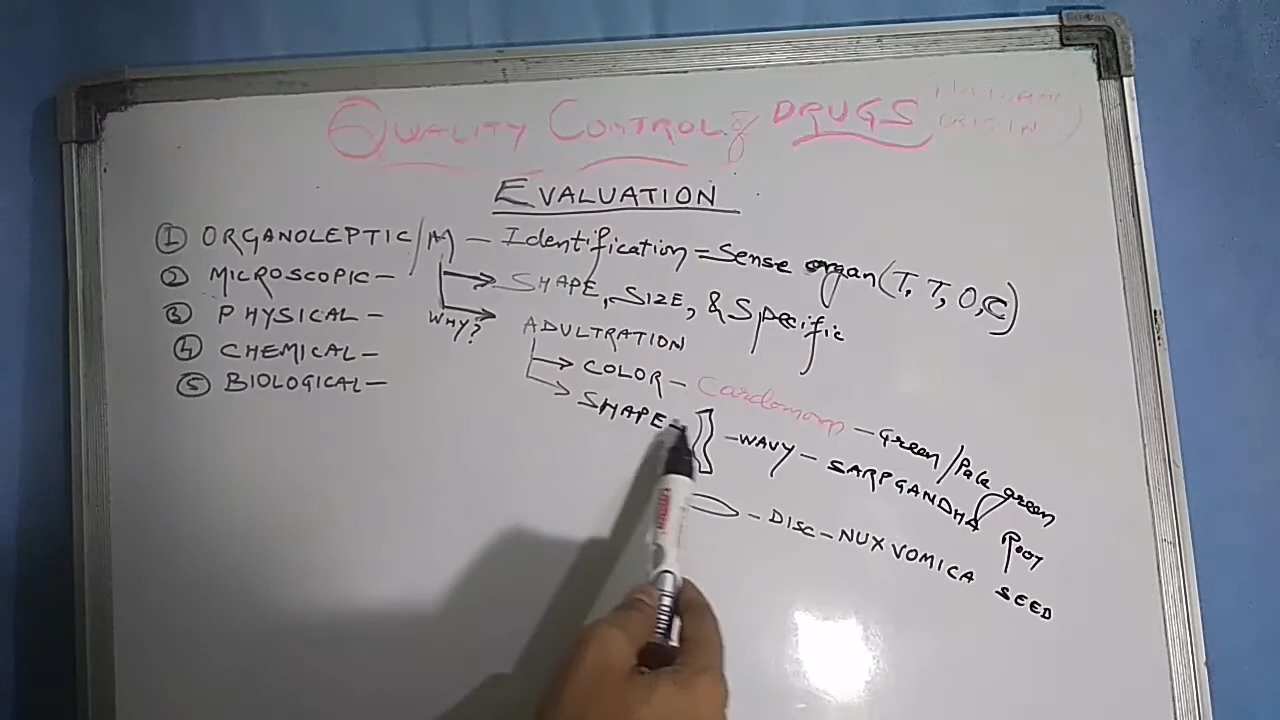 QUALITY CONTROL of DRUGS
EVALUATION
① ORGANOLEPTIC / M - Identification = Sense organ (T, T, O, C)
② MICROSCOPIC -
SHAPE, SIZE, & Specific
③ PHYSICAL -
WHY? ADULTRATION
④ CHEMICAL -
COLOR - Cardomom - Green / Pale green
⑤ BIOLOGICAL -
SHAPE - WAVY - SARPGANDHA ROOT
DISC - NUX VOMICA SEED